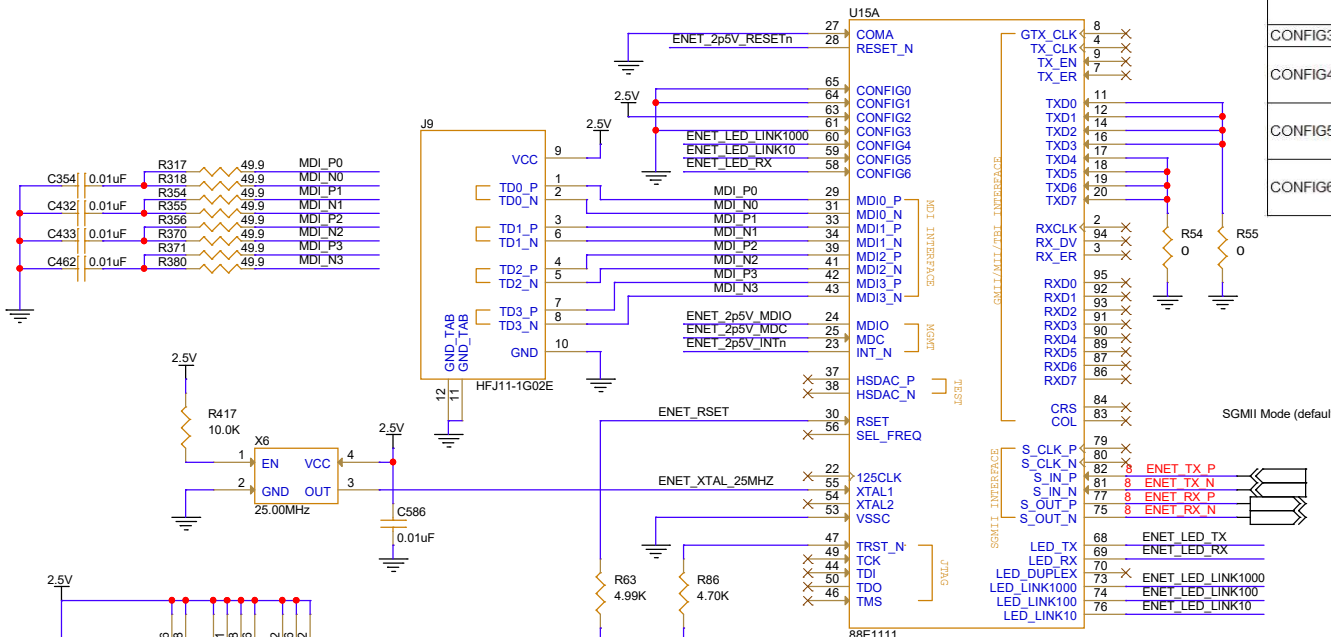 U15A
27 COMA
ENET_2p5V_RESETn 28 RESET_N
65 CONFIG0
2.5V 64 CONFIG1
63 CONFIG2
61 CONFIG3
ENET_LED_LINK1000 60 CONFIG4
ENET_LED_LINK10 59 CONFIG5
ENET_LED_RX 58 CONFIG6
MDI_P0 29 MDI0_P
MDI_N0 31 MDI0_N
MDI_P1 33 MDI1_P
MDI_N1 34 MDI1_N
MDI_P2 39 MDI2_P
MDI_N2 41 MDI2_N
MDI_P3 42 MDI3_P
MDI_N3 43 MDI3_N
MDI INTERFACE
ENET_2p5V_MDIO 24 MDIO
ENET_2p5V_MDC 25 MDC
ENET_2p5V_INTn 23 INT_N
MGMT
37 HSDAC_P
38 HSDAC_N
TEST
ENET_RSET 30 RSET
56 SEL_FREQ
22 125CLK
ENET_XTAL_25MHZ 55 XTAL1
54 XTAL2
53 VSSC
47 TRST_N
49 TCK
44 TDI
50 TDO
46 TMS
JTAG
R63
4.99K
R86
4.70K
88E1111
GTX_CLK 8
TX_CLK 4
TX_EN 9
TX_ER 7
TXD0 11
TXD1 12
TXD2 14
TXD3 16
TXD4 17
TXD5 18
TXD6 19
TXD7 20
RXCLK 2
RX_DV 94
RX_ER 3
RXD0 95
RXD1 92
RXD2 93
RXD3 91
RXD4 90
RXD5 89
RXD6 87
RXD7 86
CRS 84
COL 83
GMII/MII/TBI INTERFACE
R54
0
R55
0
SGMII Mode (defaul
S_CLK_P 79
S_CLK_N 80
S_IN_P 82 8 ENET_TX_P
S_IN_N 81 8 ENET_TX_N
S_OUT_P 77 8 ENET_RX_P
S_OUT_N 75 8 ENET_RX_N
SGMII INTERFACE
LED_TX 68 ENET_LED_TX
LED_RX 69 ENET_LED_RX
LED_DUPLEX 70
LED_LINK1000 73 ENET_LED_LINK1000
LED_LINK100 74 ENET_LED_LINK100
LED_LINK10 76 ENET_LED_LINK10
CONFIG3
CONFIG4
CONFIG5
CONFIG6
J9
2.5V
VCC 9
TD0_P 1
TD0_N 2
TD1_P 3
TD1_N 6
TD2_P 4
TD2_N 5
TD3_P 7
TD3_N 8
GND 10
GND_TAB 12
GND_TAB 11
HFJ11-1G02E
R317 49.9 MDI_P0
C354 0.01uF R318 49.9 MDI_N0
R354 49.9 MDI_P1
C432 0.01uF R355 49.9 MDI_N1
R356 49.9 MDI_P2
C433 0.01uF R370 49.9 MDI_N2
R371 49.9 MDI_P3
C462 0.01uF R380 49.9 MDI_N3
2.5V
R417
10.0K
X6
1 EN VCC 4
2 GND OUT 3
25.00MHz
2.5V
C586
0.01uF
2.5V